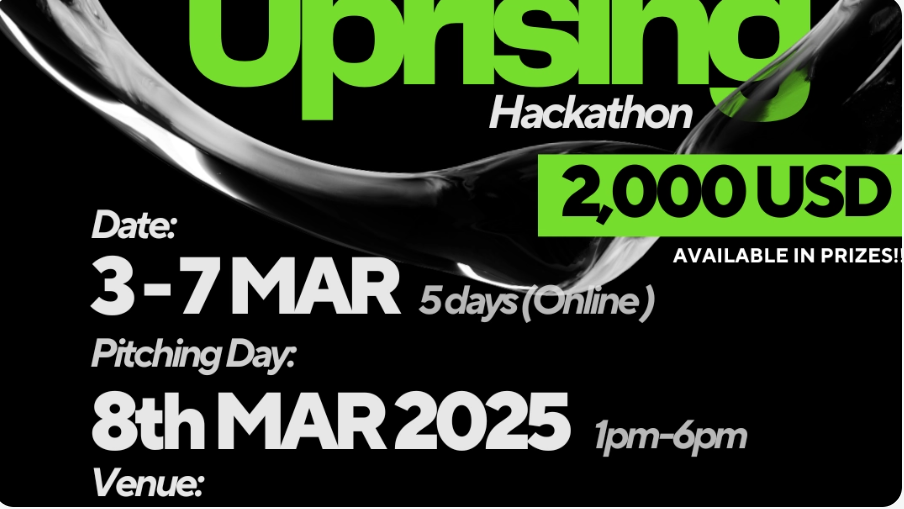 Uprising
Hackathon
2,000 USD
AVAILABLE IN PRIZES!!
Date:
3 - 7 MAR 5 days (Online )
Pitching Day:
8th MAR 2025 1pm-6pm
Venue: